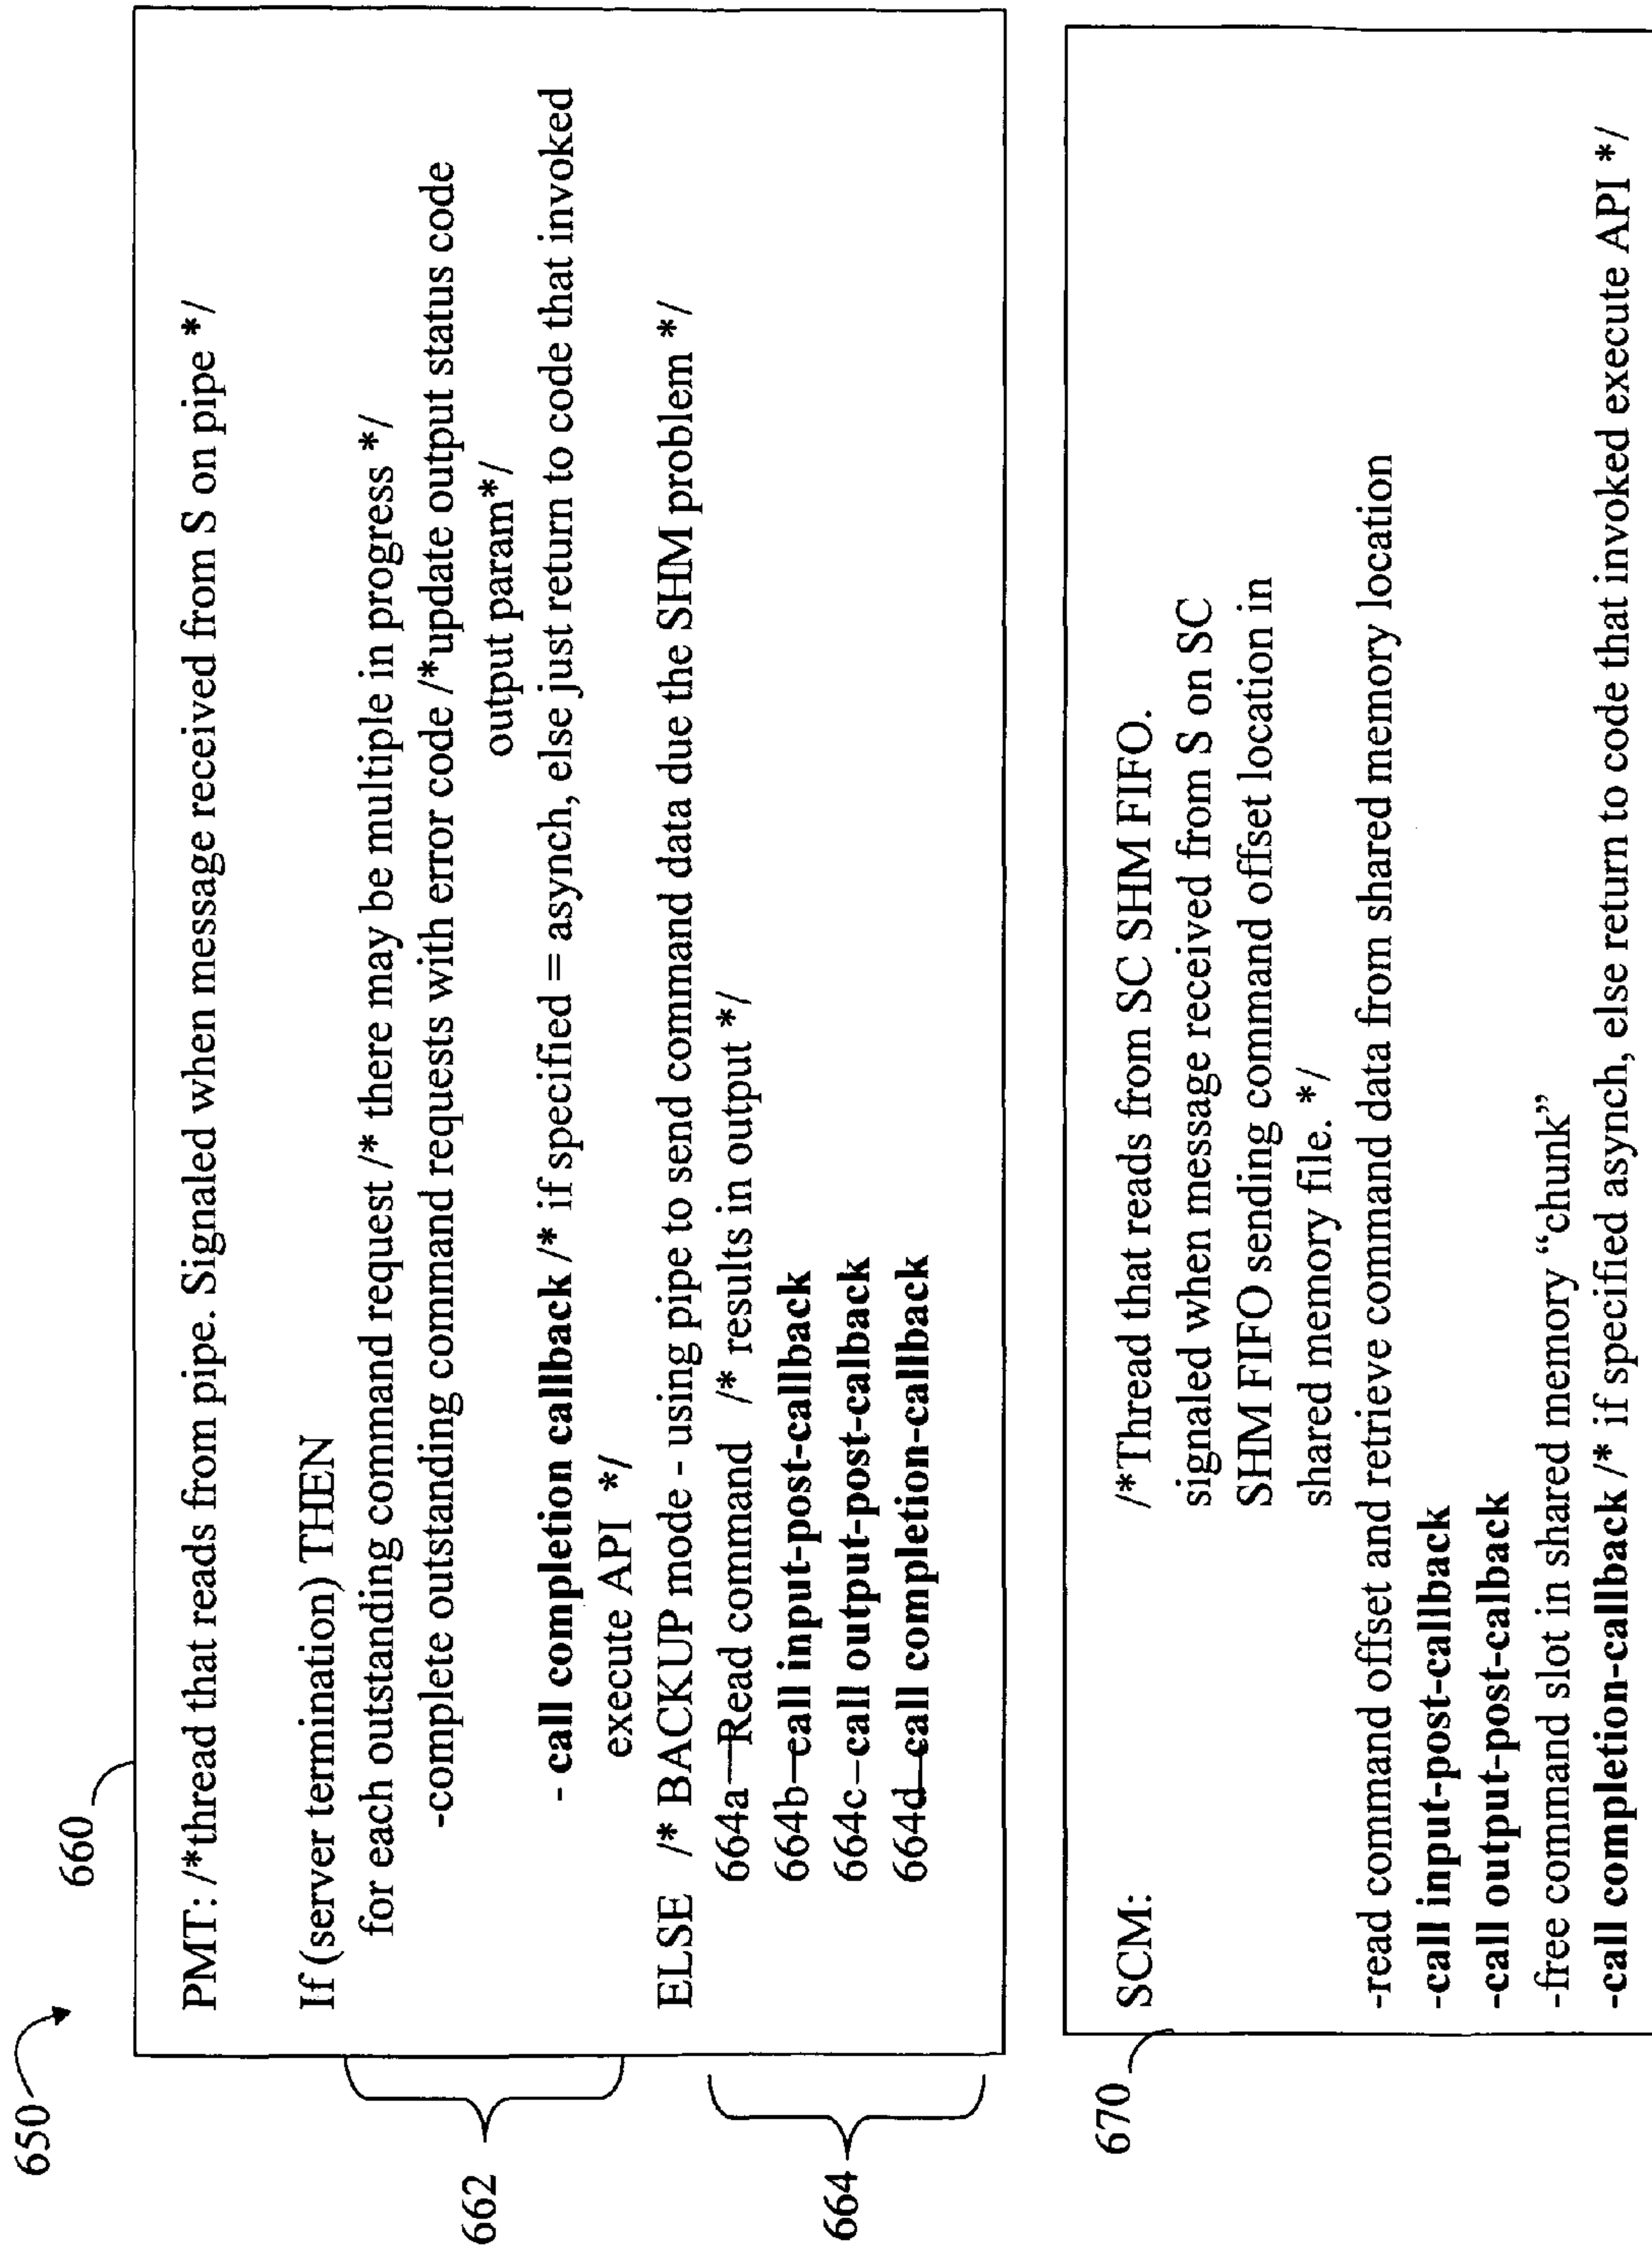 650
660
PMT: /*thread that reads from pipe. Signaled when message received from S on pipe */
If (server termination) THEN
for each outstanding command request /* there may be multiple in progress */
-complete outstanding command requests with error code /*update output status code
output param*/
- call completion callback /* if specified = asynch, else just return to code that invoked
execute API */
662
ELSE /* BACKUP mode - using pipe to send command data due the SHM problem */
664a—Read command /* results in output */
664b—call input-post-callback
664c–call output-post-calbback
664d—call completion-callback
664
670
SCM:
/*Thread that reads from SC SHM FIFO.
signaled when message received from S on SC
SHM FIFO sending command offset location in
shared memory file. */
-read command offset and retrieve command data from shared memory location
-call input-post-callback
-call output-post-calbback
-free command slot in shared memory “chunk”
-call completion-callback /* if specified asynch, else return to code that invoked execute API */